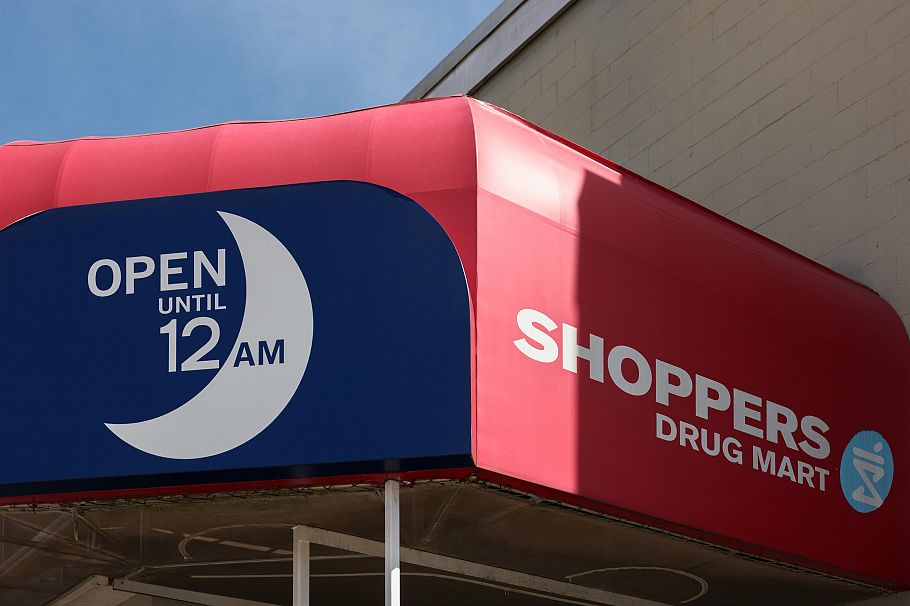 OPEN
UNTIL
12 AM
SHOPPERS
DRUG MART